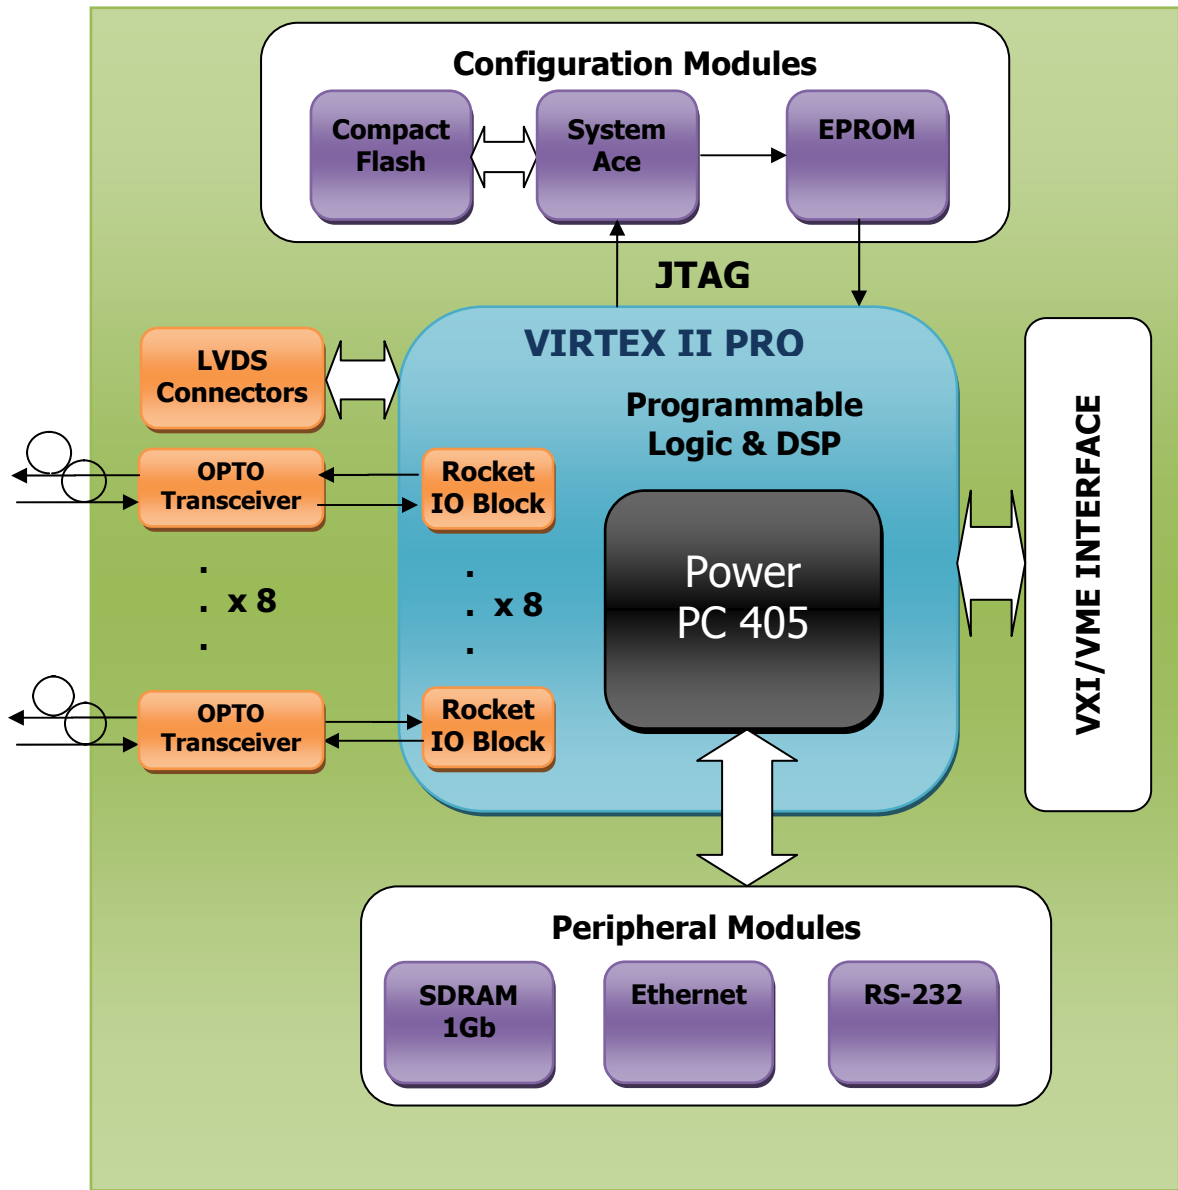 Configuration Modules
Compact
Flash
System
Ace
EPROM
JTAG
VIRTEX II PRO
LVDS
Connectors
Programmable
Logic & DSP
OPTO
Transceiver
Rocket
IO Block
Power
PC 405
. x 8
. x 8
OPTO
Transceiver
Rocket
IO Block
VXI/VME INTERFACE
Peripheral Modules
SDRAM
1Gb
Ethernet
RS-232